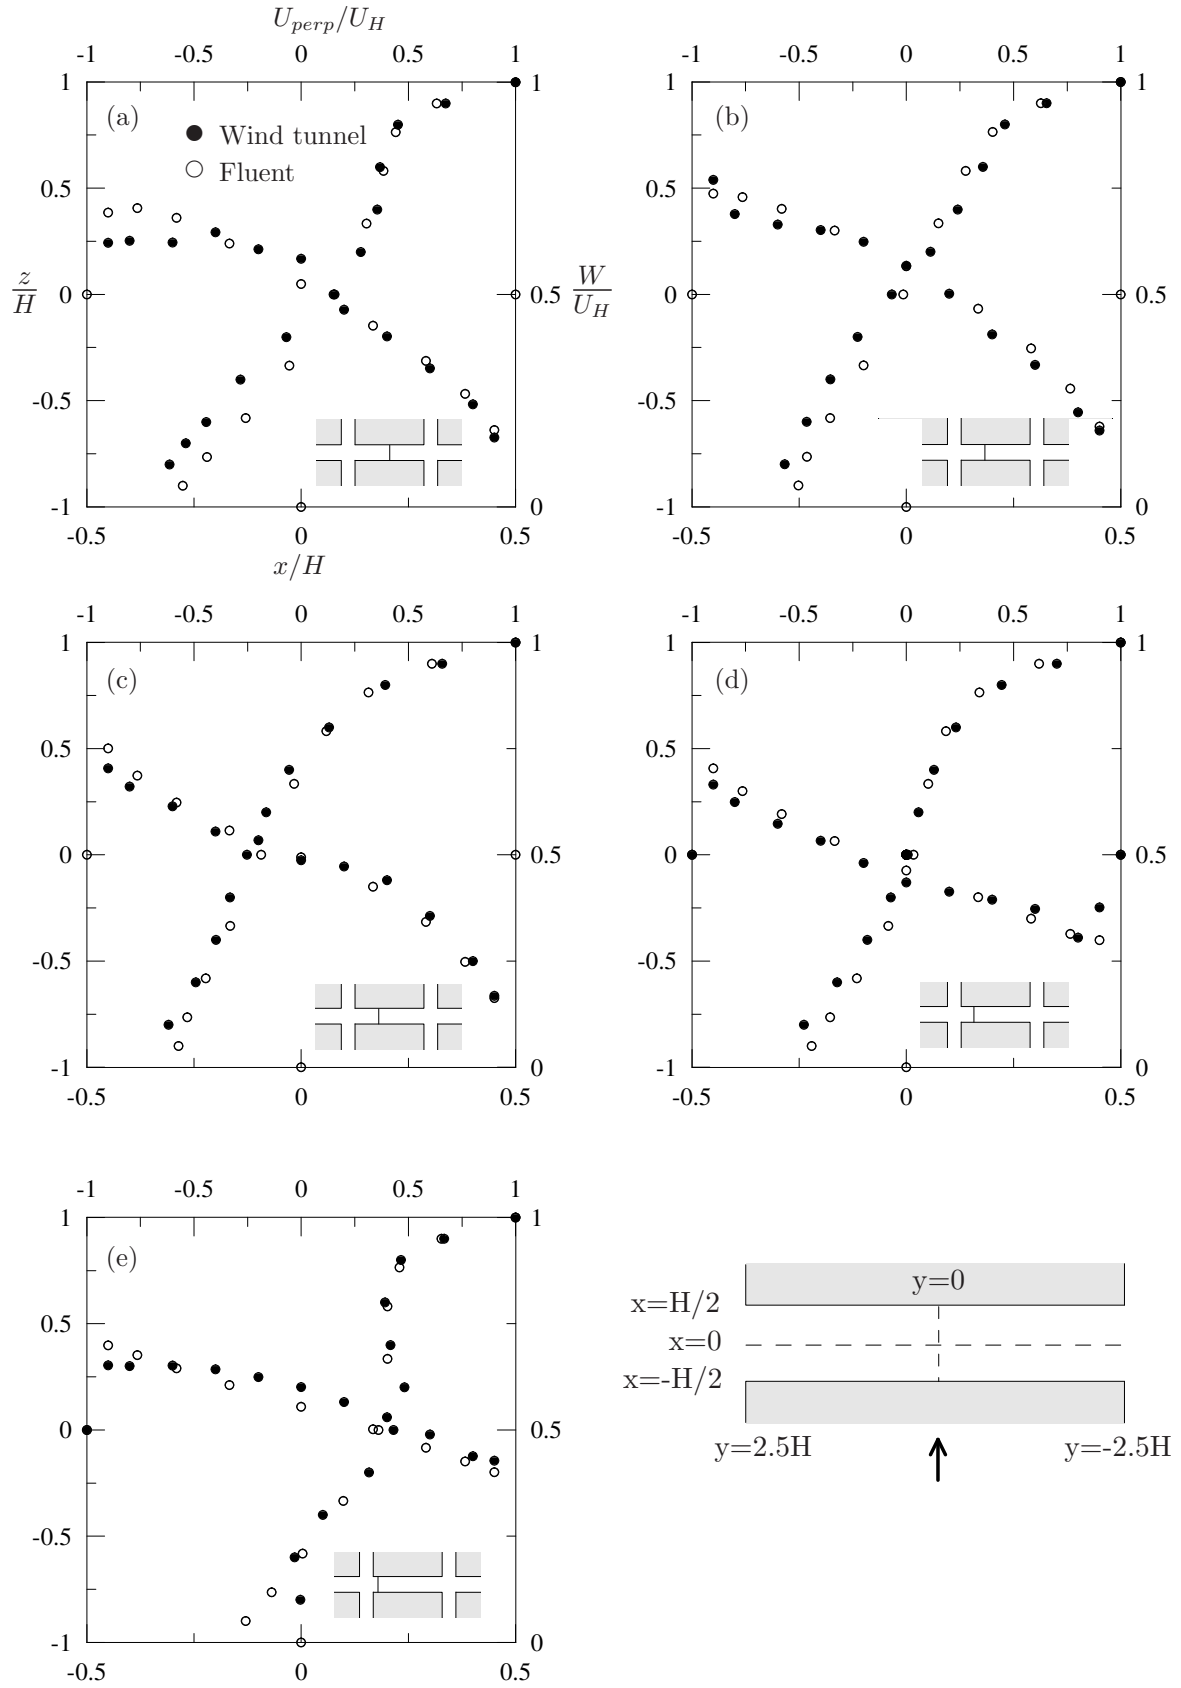 U_perp/U_H
-1 -0.5 0 0.5 1
-1 -0.5 0 0.5 1
1 (a) 1 (b) 1
Wind tunnel
Fluent
0.5 0.5
z/H 0 0.5 W/U_H 0 0.5
-0.5 -0.5
-1 0 -1 0
-0.5 0 0.5
-0.5 0 0.5
x/H
-1 -0.5 0 0.5 1
-1 -0.5 0 0.5 1
1 (c) 1 1 (d) 1
0.5 0.5
0 0.5 0 0.5
-0.5 -0.5
-1 0 -1 0
-0.5 0 0.5
-0.5 0 0.5
-1 -0.5 0 0.5 1
1 (e) 1
0.5
0 0.5
-0.5
-1 0
-0.5 0 0.5
y=0
x=H/2
x=0
x=-H/2
y=2.5H y=-2.5H